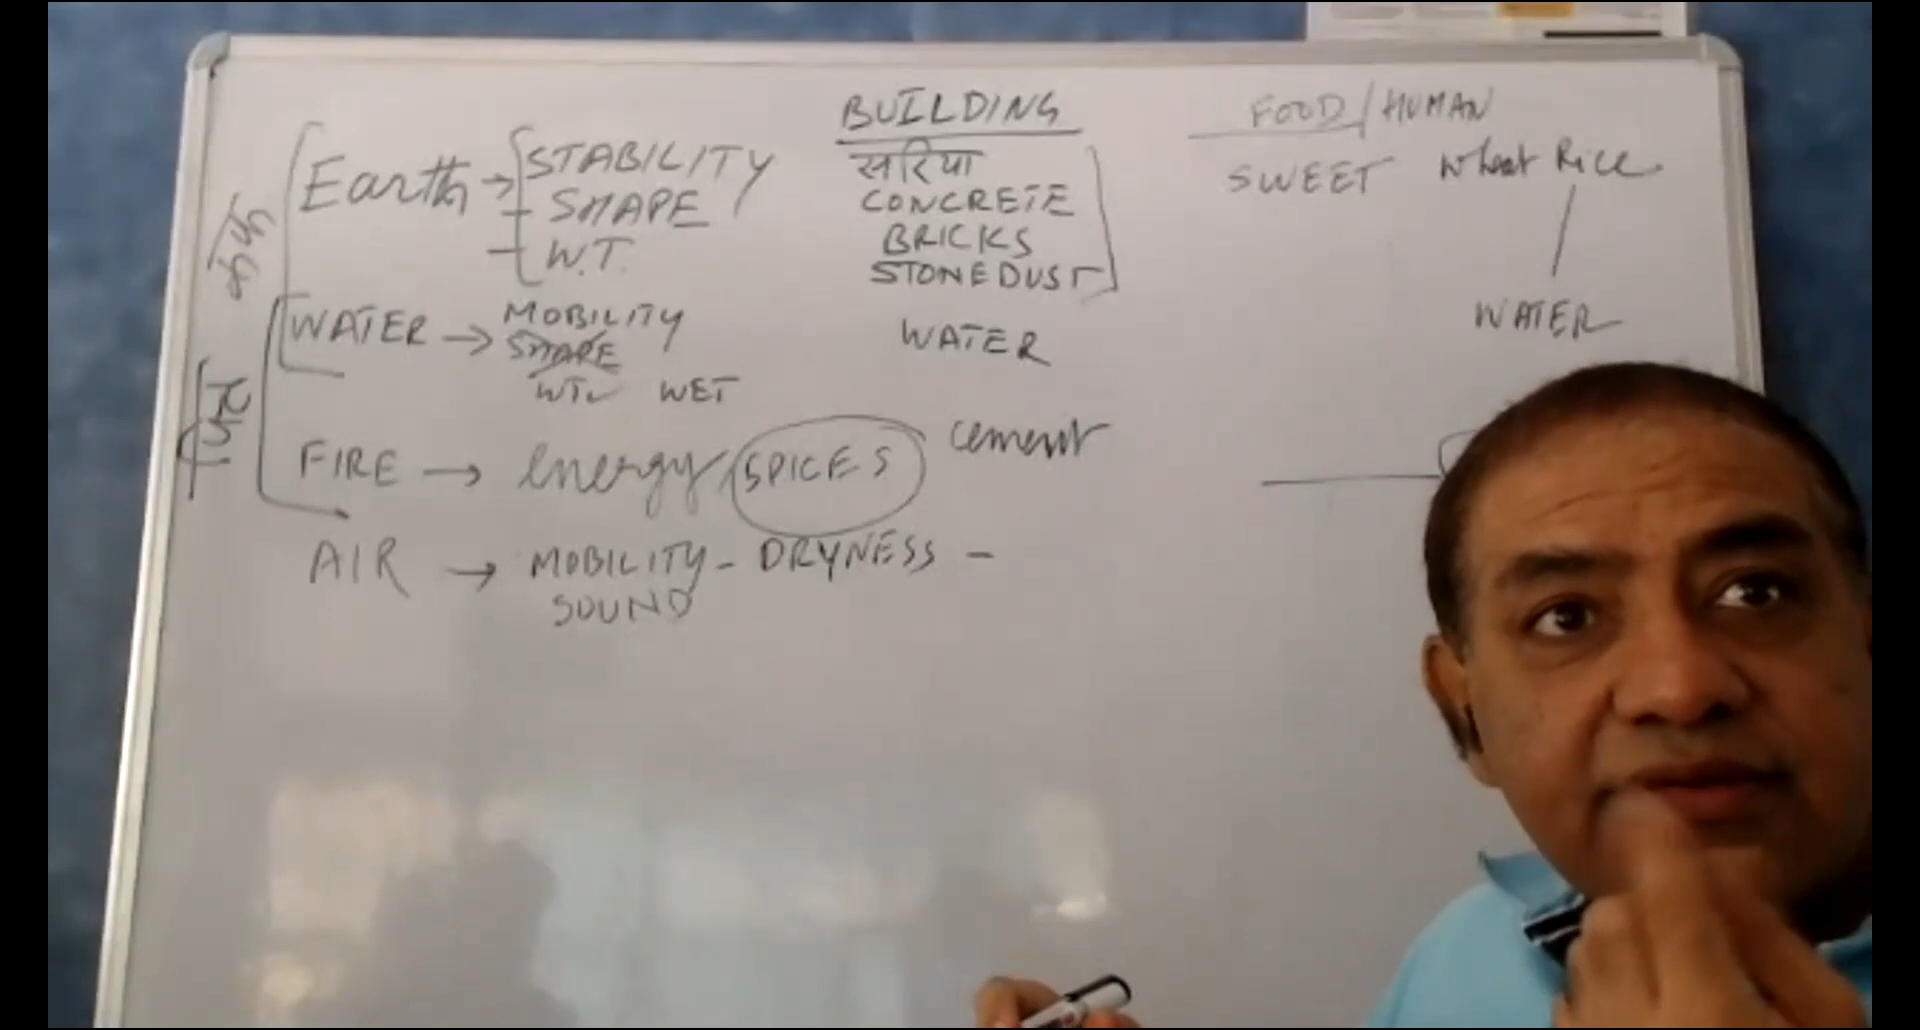 BUILDING
FOOD / HUMAN
Earth → STABILITY
SHAPE
W.T.
सरिया
CONCRETE
BRICKS
STONEDUST
SWEET wheat Rice
कफ
WATER → MOBILITY
SHAPE
WT WET
WATER
WATER
पित्त
FIRE → energy SPICES cement
AIR → MOBILITY - DRYNESS -
SOUND